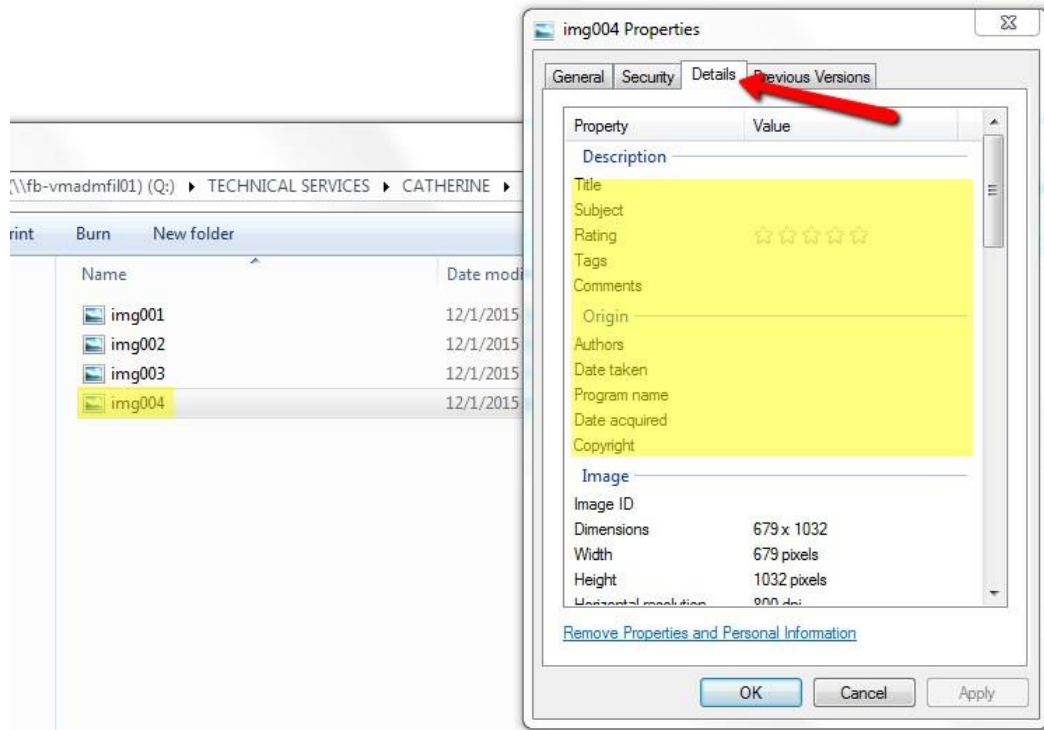 img004 Properties
General Security Details Previous Versions
Property Value
Description
Title
Subject
Rating
Tags
Comments
Origin
Authors
Date taken
Program name
Date acquired
Copyright
Image
Image ID
Dimensions 679 x 1032
Width 679 pixels
Height 1032 pixels
Horizontal resolution 800 dpi
Remove Properties and Personal Information
OK Cancel Apply
(\\fb-vmadmfil01) (Q:) TECHNICAL SERVICES CATHERINE
rint Burn New folder
Name Date modi
img001 12/1/2015
img002 12/1/2015
img003 12/1/2015
img004 12/1/2015